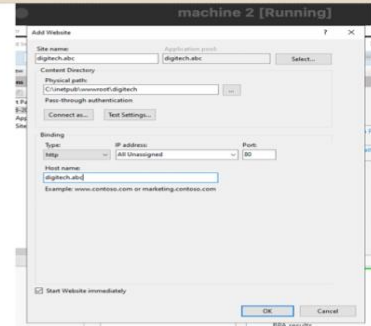 machine 2 [Running]
Add Website ? ×
Site name: Application pool:
digitech.abc digitech.abc Select...
Content Directory
Physical path:
C:\inetpub\wwwroot\digitech ...
Pass-through authentication
Connect as... Test Settings...
Binding
Type: IP address: Port:
http All Unassigned 80
Host name:
digitech.abc
Example: www.contoso.com or marketing.contoso.com
Start Website immediately
OK Cancel
BPA results